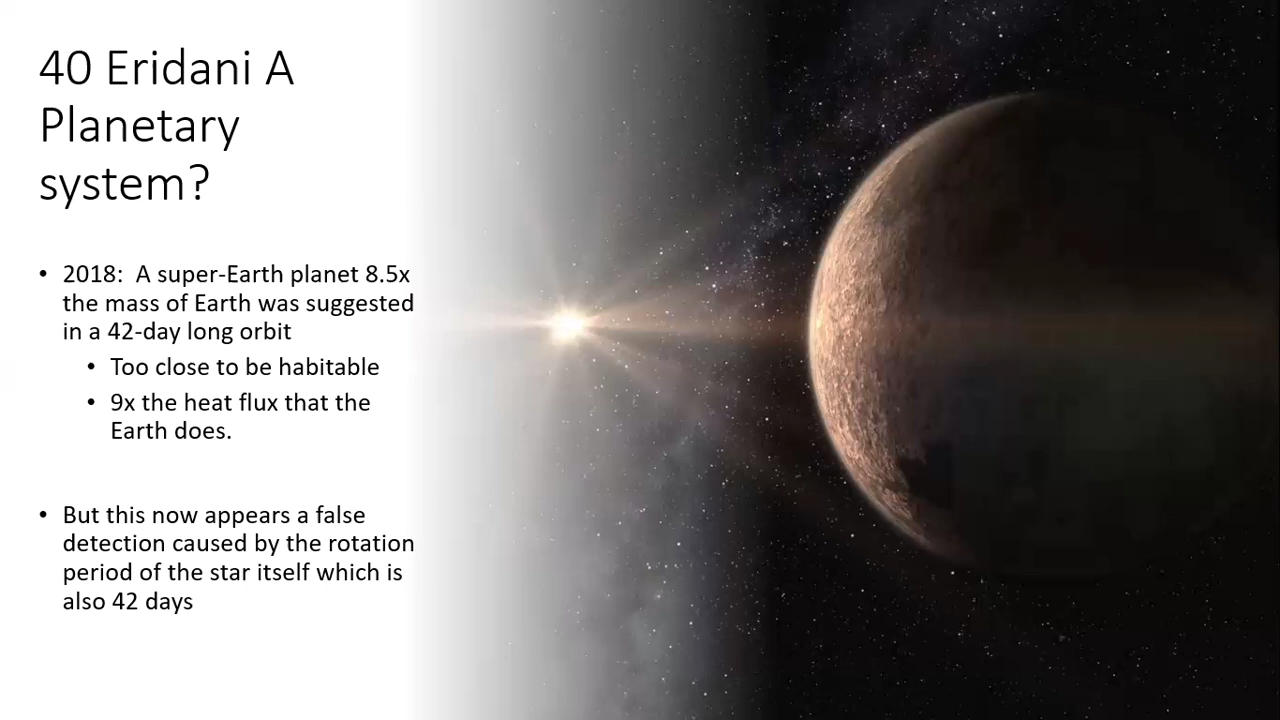 40 Eridani A
Planetary
system?
• 2018:  A super-Earth planet 8.5x
the mass of Earth was suggested
in a 42-day long orbit
• Too close to be habitable
• 9x the heat flux that the
Earth does.
• But this now appears a false
detection caused by the rotation
period of the star itself which is
also 42 days